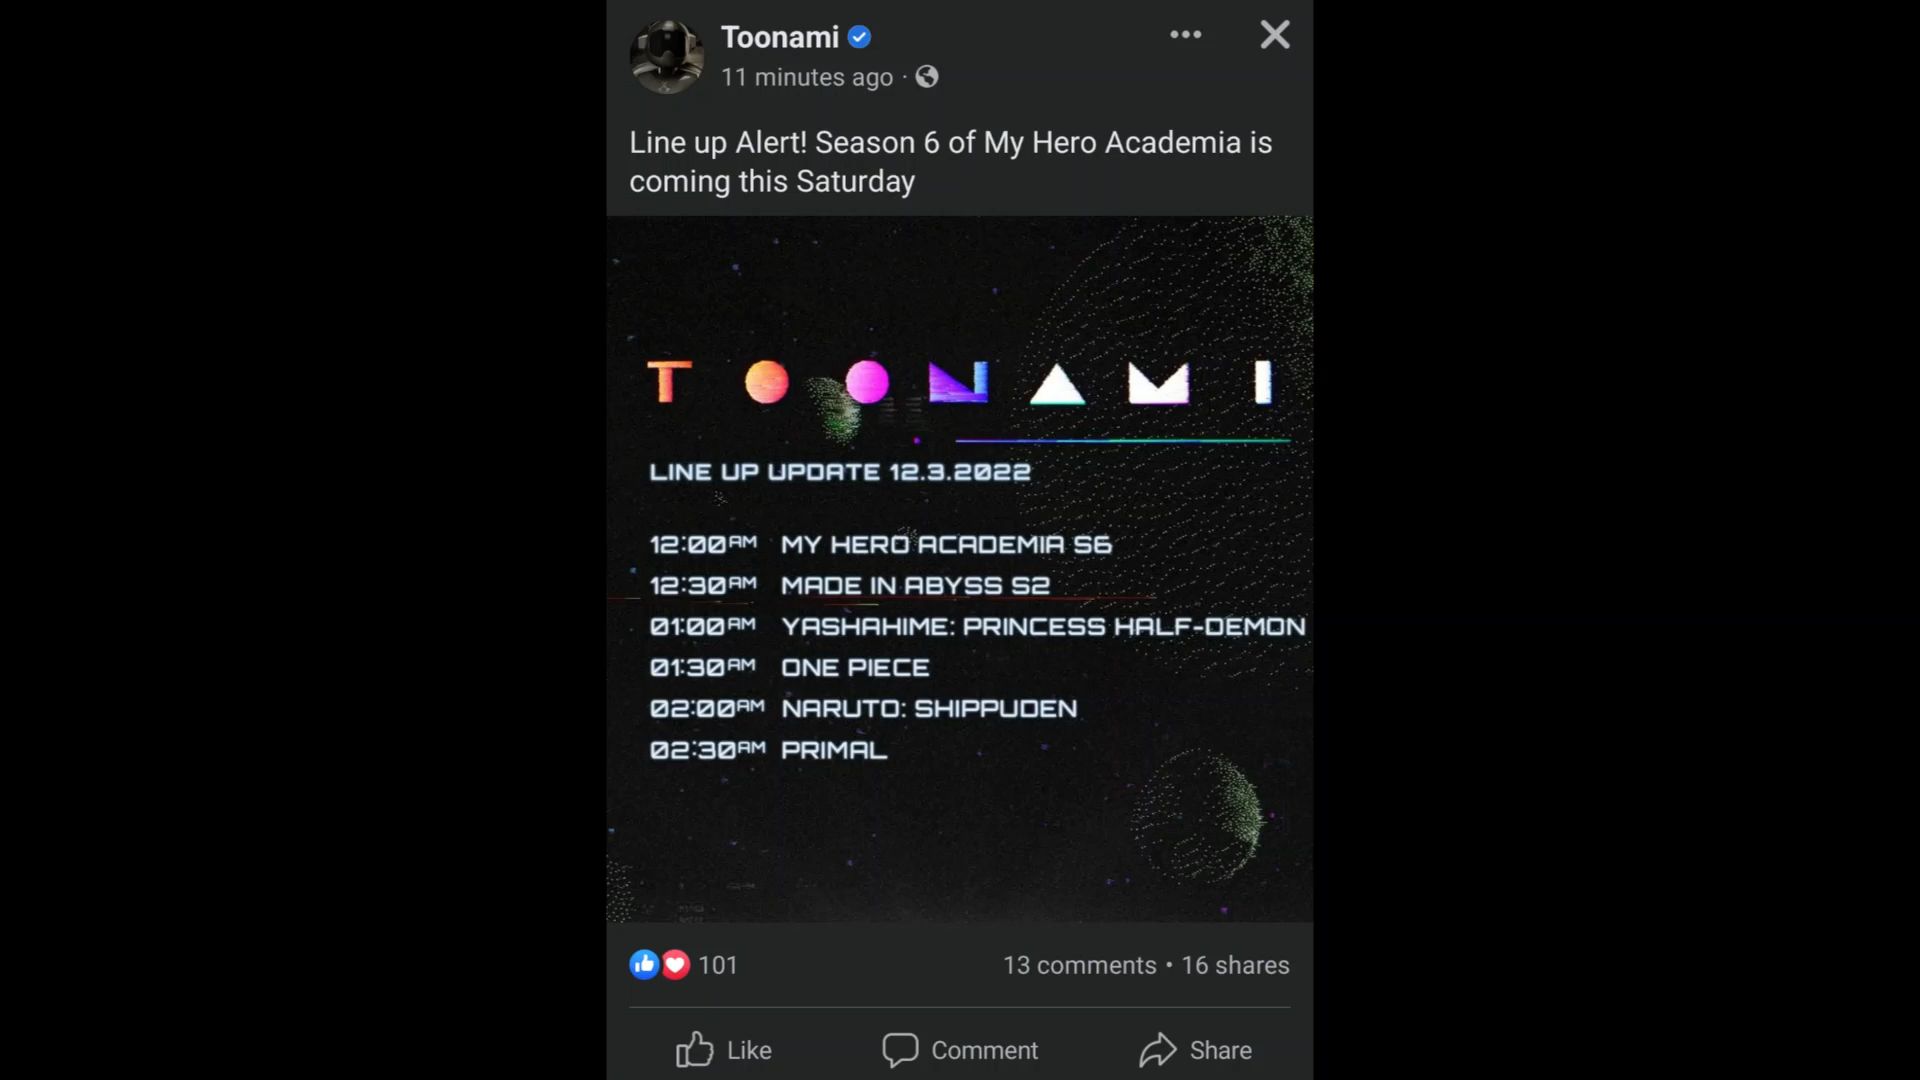 Toonami
11 minutes ago ·
Line up Alert! Season 6 of My Hero Academia is
coming this Saturday
TOONAMI
LINE UP UPDATE 12.3.2022
12:00AM MY HERO ACADEMIA S6
12:30AM MADE IN ABYSS S2
01:00AM YASHAHIME: PRINCESS HALF-DEMON
01:30AM ONE PIECE
02:00AM NARUTO: SHIPPUDEN
02:30AM PRIMAL
101 13 comments • 16 shares
Like Comment Share